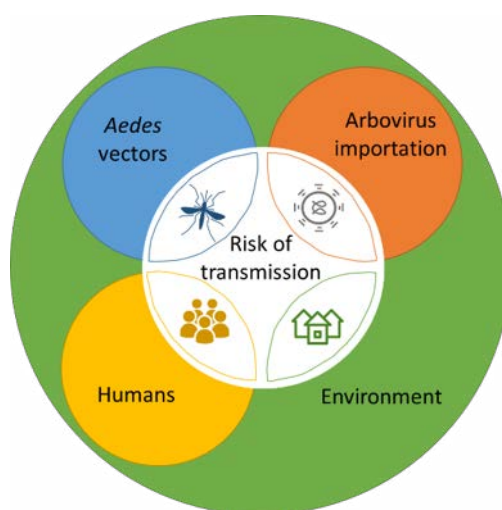 Aedes
vectors
Arbovirus
importation
Risk of
transmission
Humans
Environment